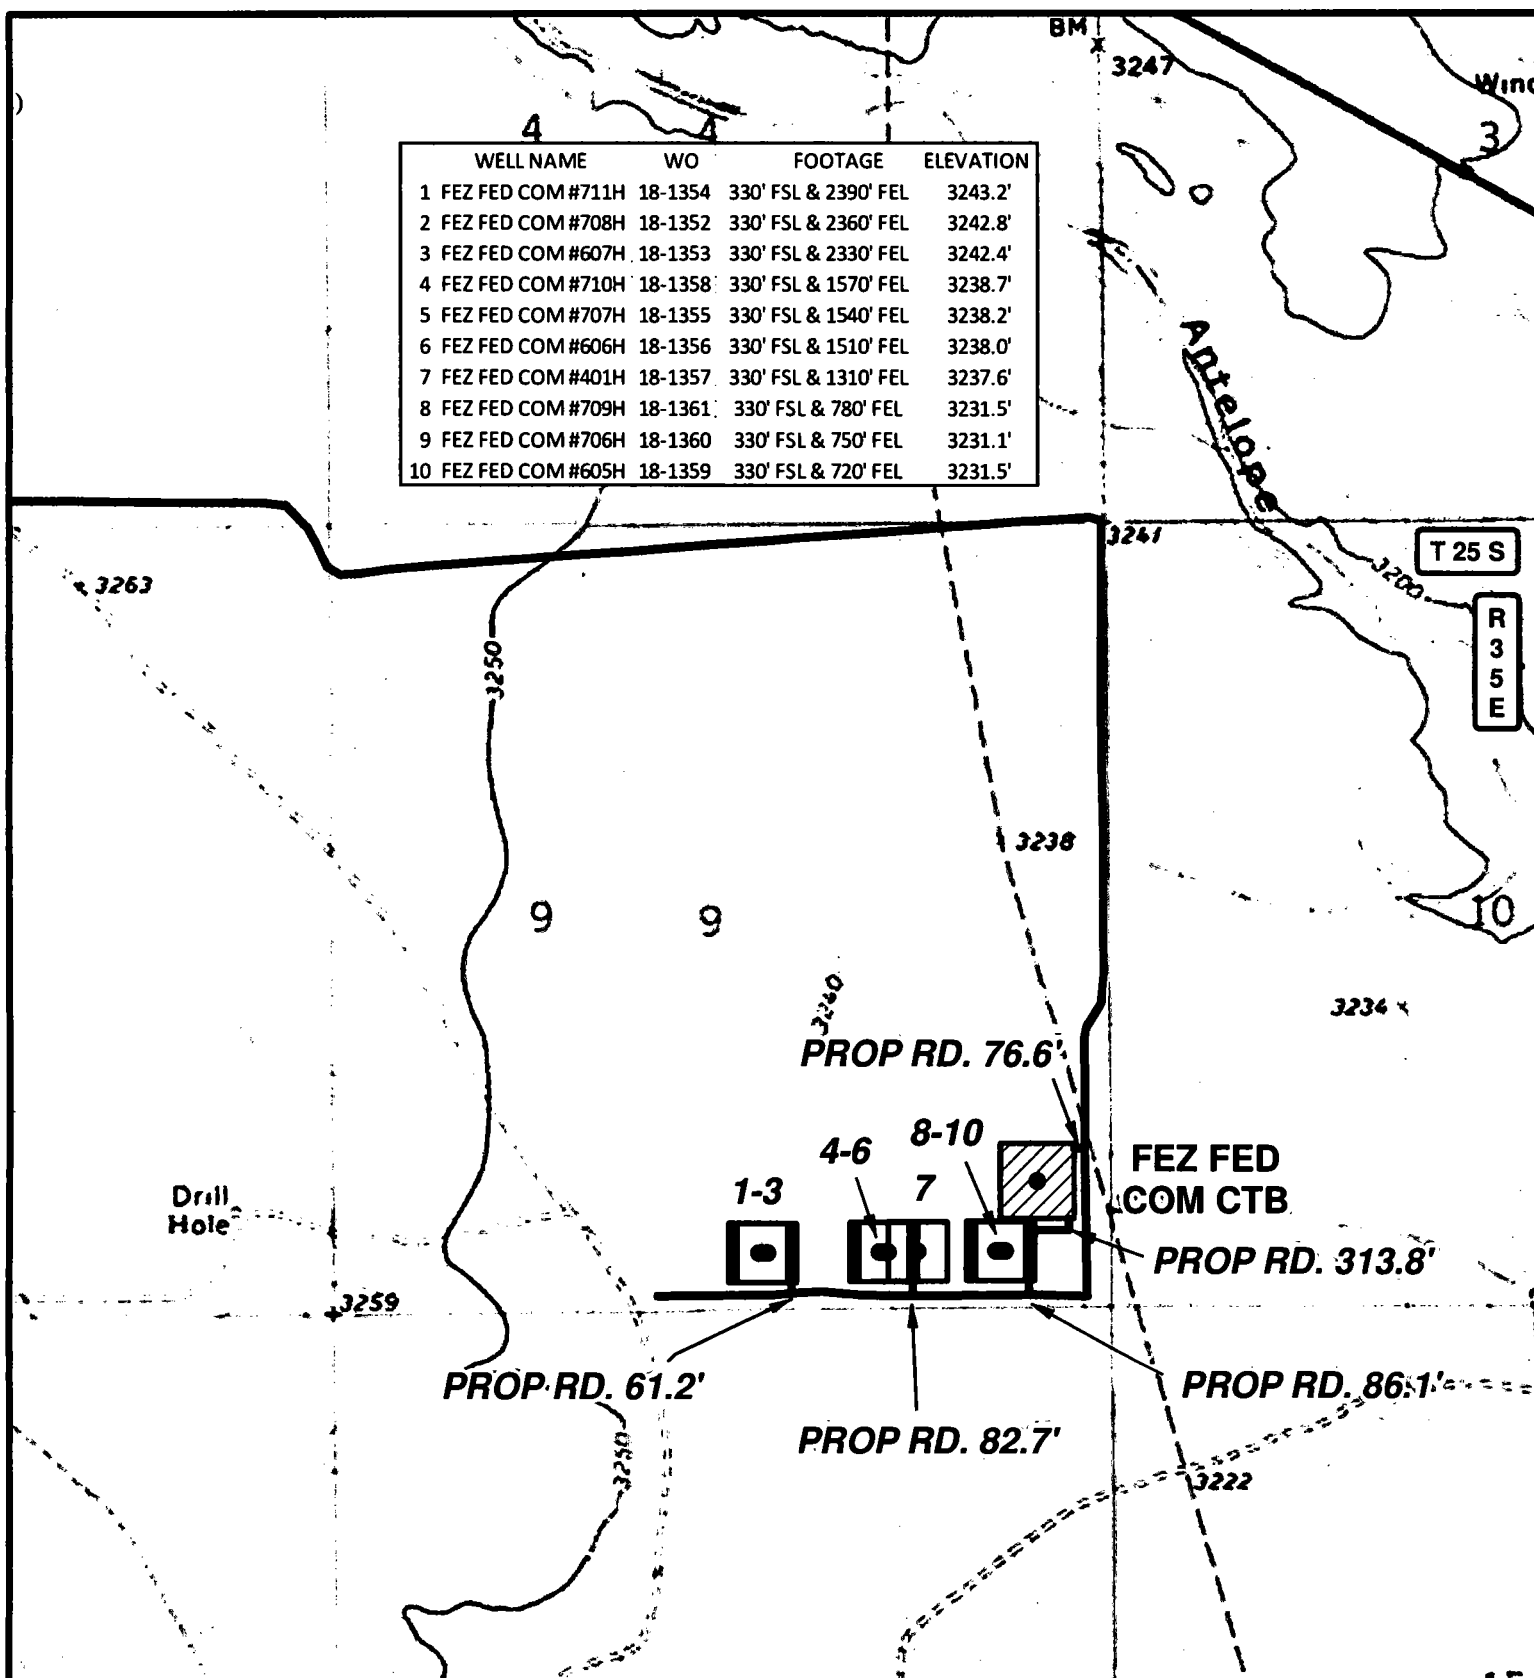 BM
3247
)
4
4
3
WELL NAME WO FOOTAGE ELEVATION
1 FEZ FED COM #711H 18-1354 330' FSL & 2390' FEL 3243.2'
2 FEZ FED COM #708H 18-1352 330' FSL & 2360' FEL 3242.8'
3 FEZ FED COM #607H 18-1353 330' FSL & 2330' FEL 3242.4'
4 FEZ FED COM #710H 18-1358 330' FSL & 1570' FEL 3238.7'
5 FEZ FED COM #707H 18-1355 330' FSL & 1540' FEL 3238.2'
6 FEZ FED COM #606H 18-1356 330' FSL & 1510' FEL 3238.0'
7 FEZ FED COM #401H 18-1357 330' FSL & 1310' FEL 3237.6'
8 FEZ FED COM #709H 18-1361 330' FSL & 780' FEL 3231.5'
9 FEZ FED COM #706H 18-1360 330' FSL & 750' FEL 3231.1'
10 FEZ FED COM #605H 18-1359 330' FSL & 720' FEL 3231.5'
Antelope
3241
T 25 S
3200
3263
R
3
5
E
3250
3238
9
9
10
3240
3234
PROP RD. 76.6'
8-10
4-6
7
1-3
FEZ FED
COM CTB
Drill
Hole
PROP RD. 313.8'
3259
PROP RD. 61.2'
PROP RD. 86.1'
PROP RD. 82.7'
3250
3222